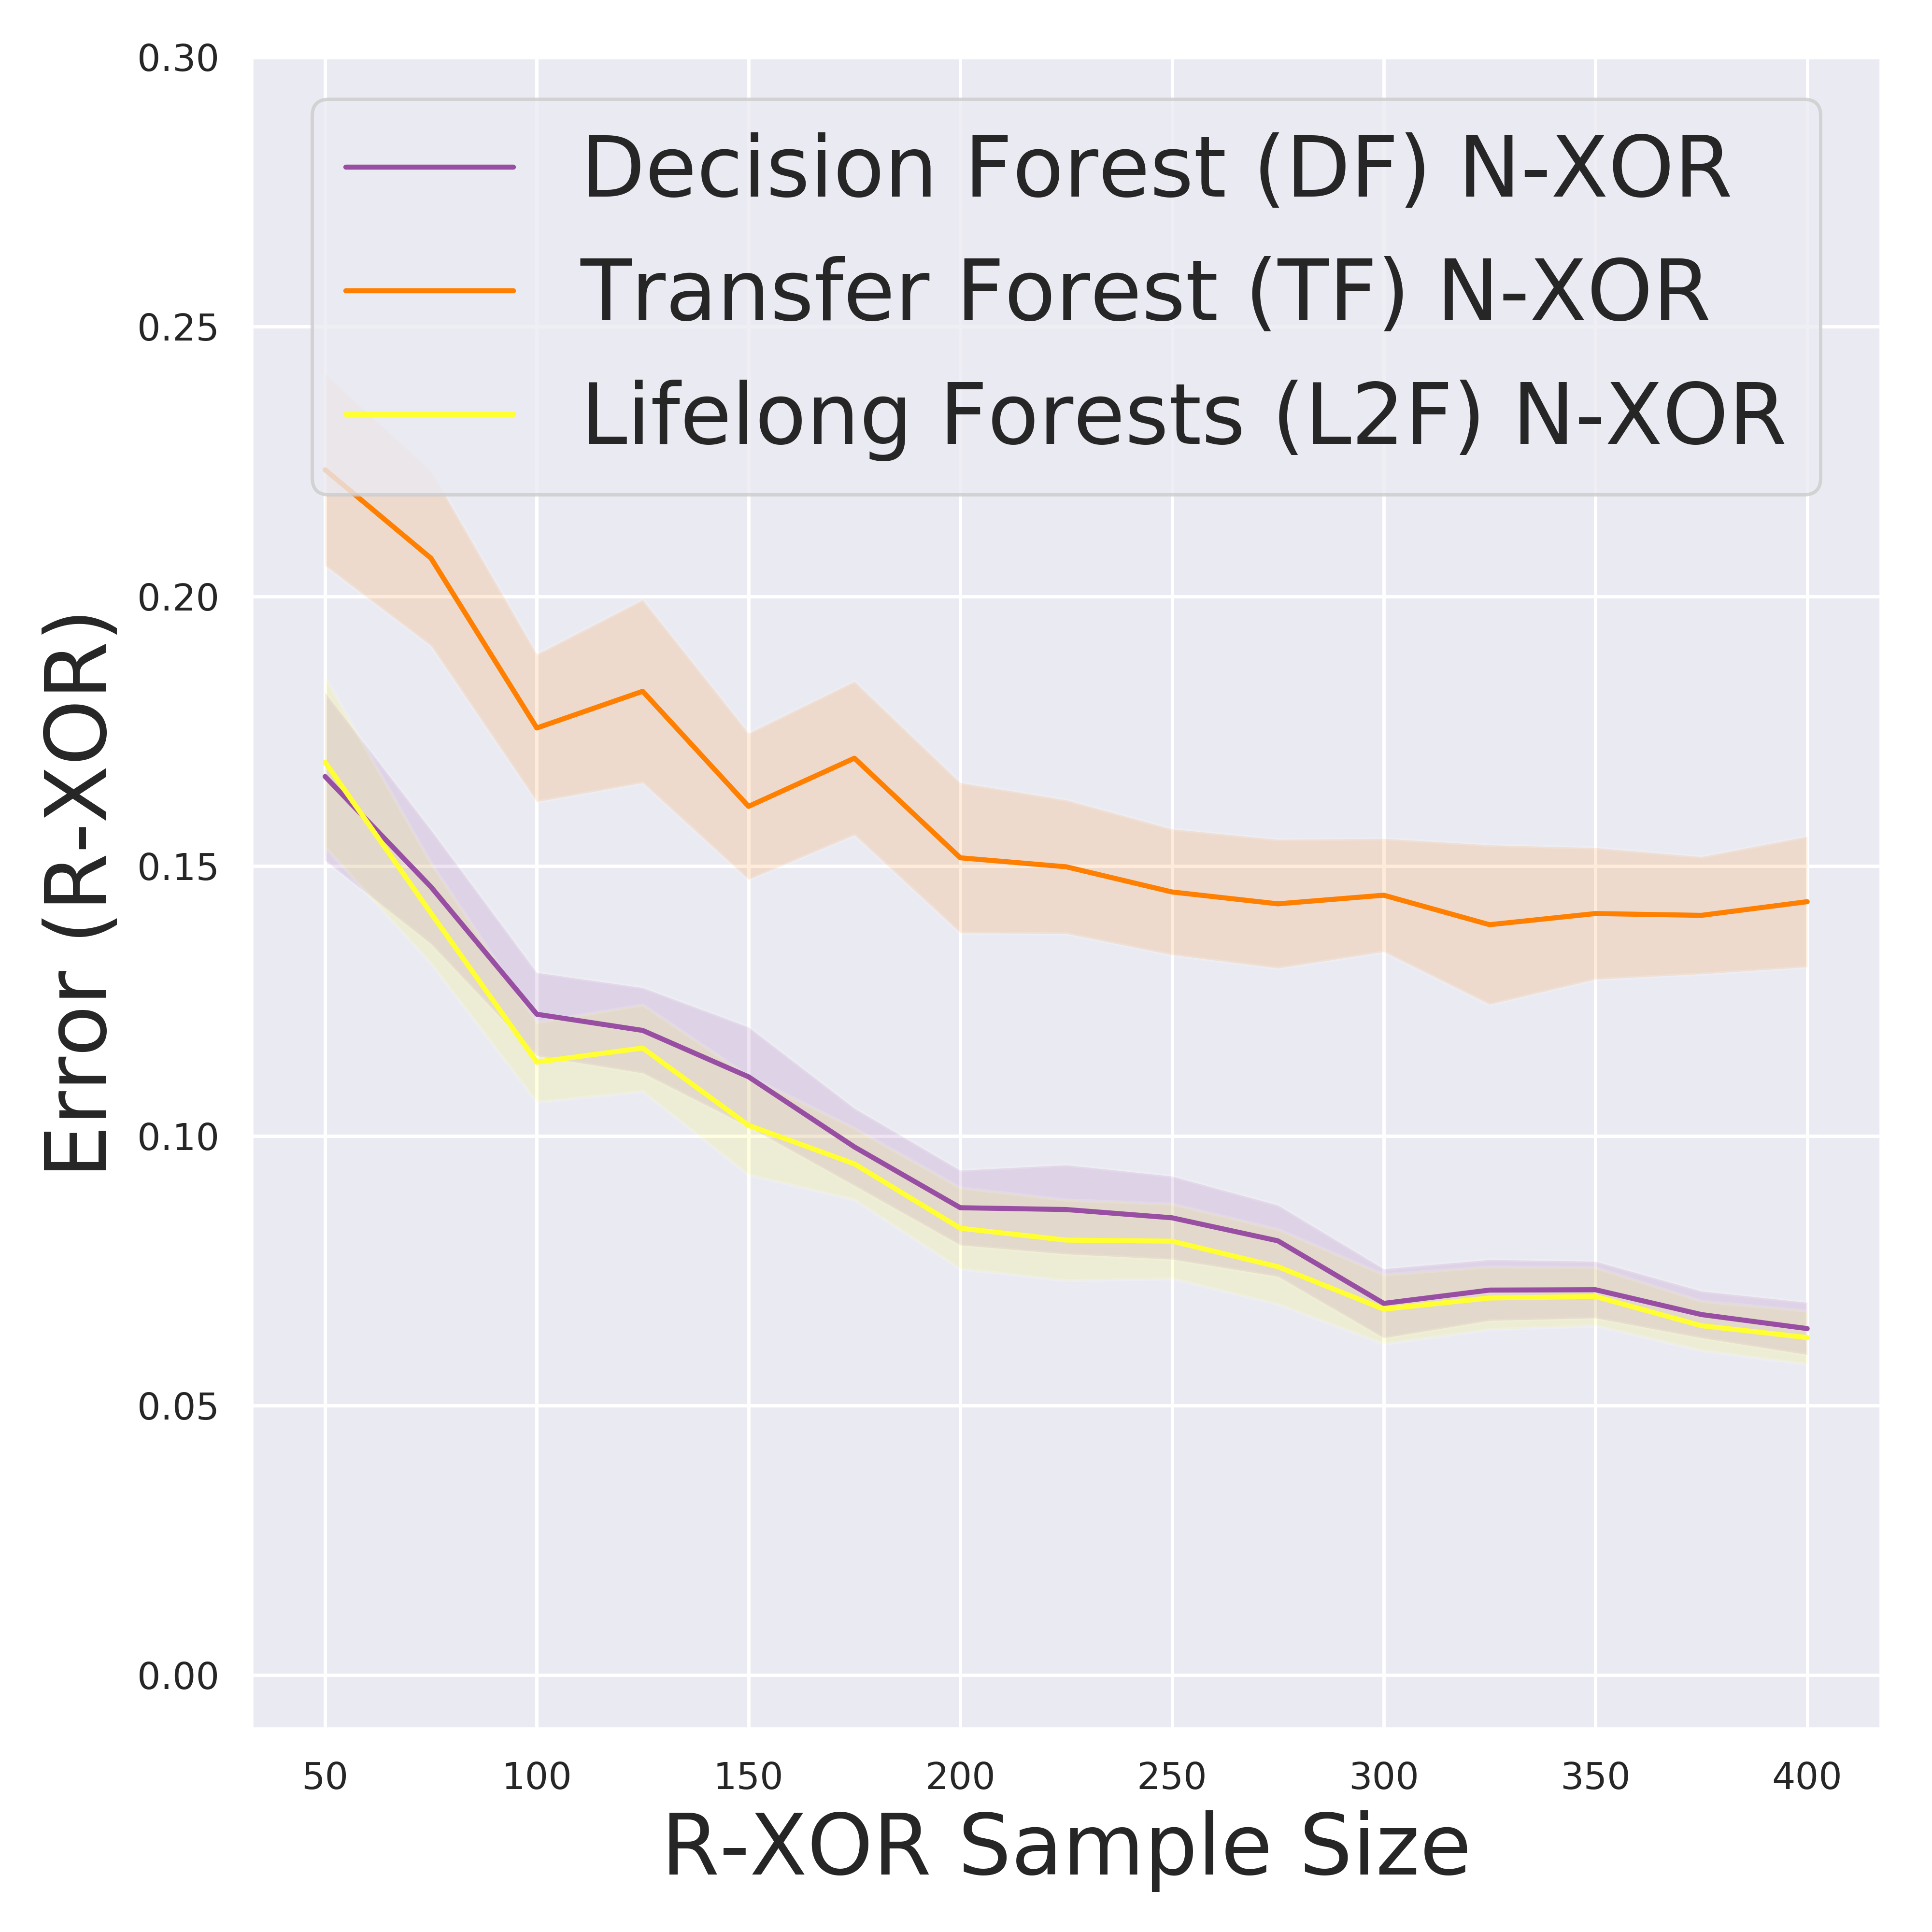 0.30
0.25
0.20
0.15
0.10
0.05
0.00
Error (R-XOR)
Decision Forest (DF) N-XOR
Transfer Forest (TF) N-XOR
Lifelong Forests (L2F) N-XOR
50 100 150 200 250 300 350 400
R-XOR Sample Size